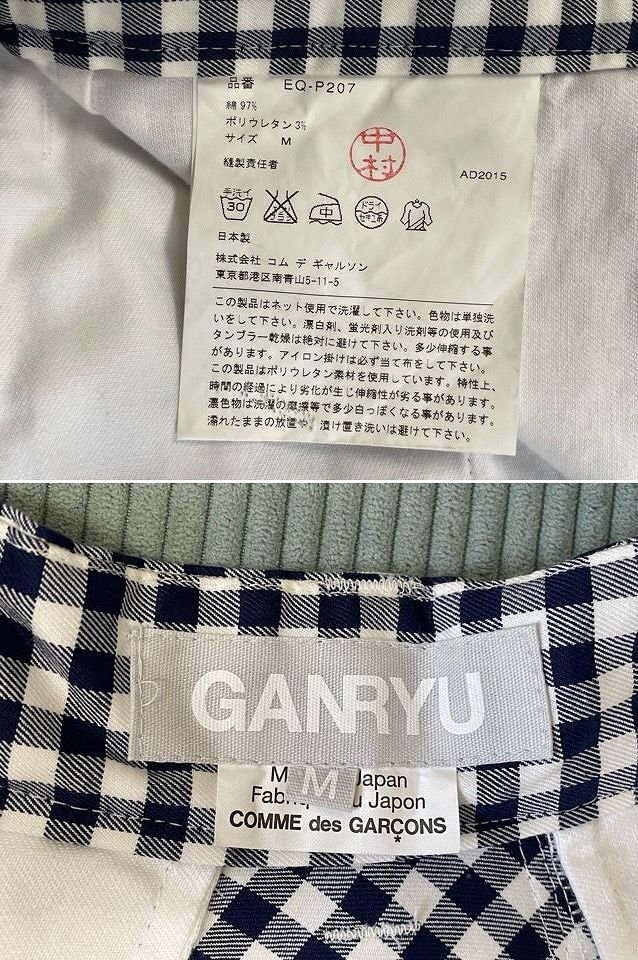 品番 EQ-P207
綿 97%
ポリウレタン 3%
サイズ M
縫製責任者
中村
AD2015
手洗イ
30
中
ドライ
セキユ系
日本製
株式会社 コム デ ギャルソン
東京都港区南青山5-11-5
この製品はネット使用で洗濯して下さい。色物は単独洗
いをして下さい。漂白剤、蛍光剤入り洗剤等の使用及び
タンブラー乾燥は絶対に避けて下さい。多少伸縮する事
があります。アイロン掛けは必ず当て布をして下さい。
この製品はポリウレタン素材を使用しています。特性上、
時間の経過により劣化が生じ伸縮性が劣る事があります。
濃色物は洗濯の摩擦等で多少白っぽくなる事があります。
濡れたままの放置や、漬け置き洗いは避けて下さい。
GANRYU
M
M Japan
Fab u Japon
COMME des GARÇONS
*